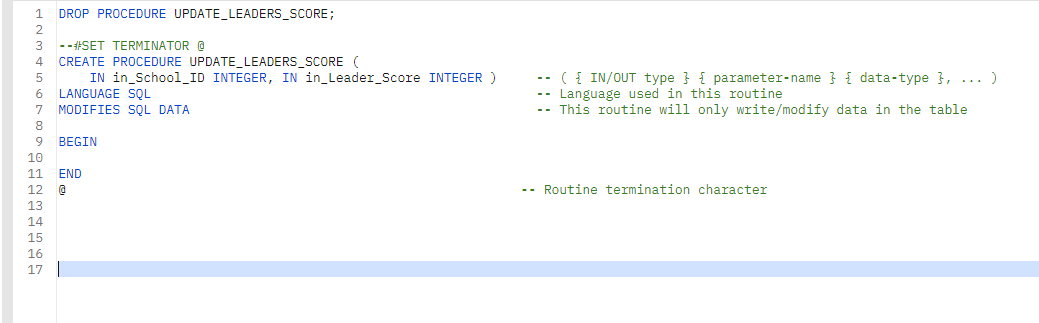 1 DROP PROCEDURE UPDATE_LEADERS_SCORE;
2
3 --#SET TERMINATOR @
4 CREATE PROCEDURE UPDATE_LEADERS_SCORE (
5 IN in_School_ID INTEGER, IN in_Leader_Score INTEGER ) -- ( { IN/OUT type } { parameter-name } { data-type }, ... )
6 LANGUAGE SQL -- Language used in this routine
7 MODIFIES SQL DATA -- This routine will only write/modify data in the table
8
9 BEGIN
10
11 END
12 @ -- Routine termination character
13
14
15
16
17